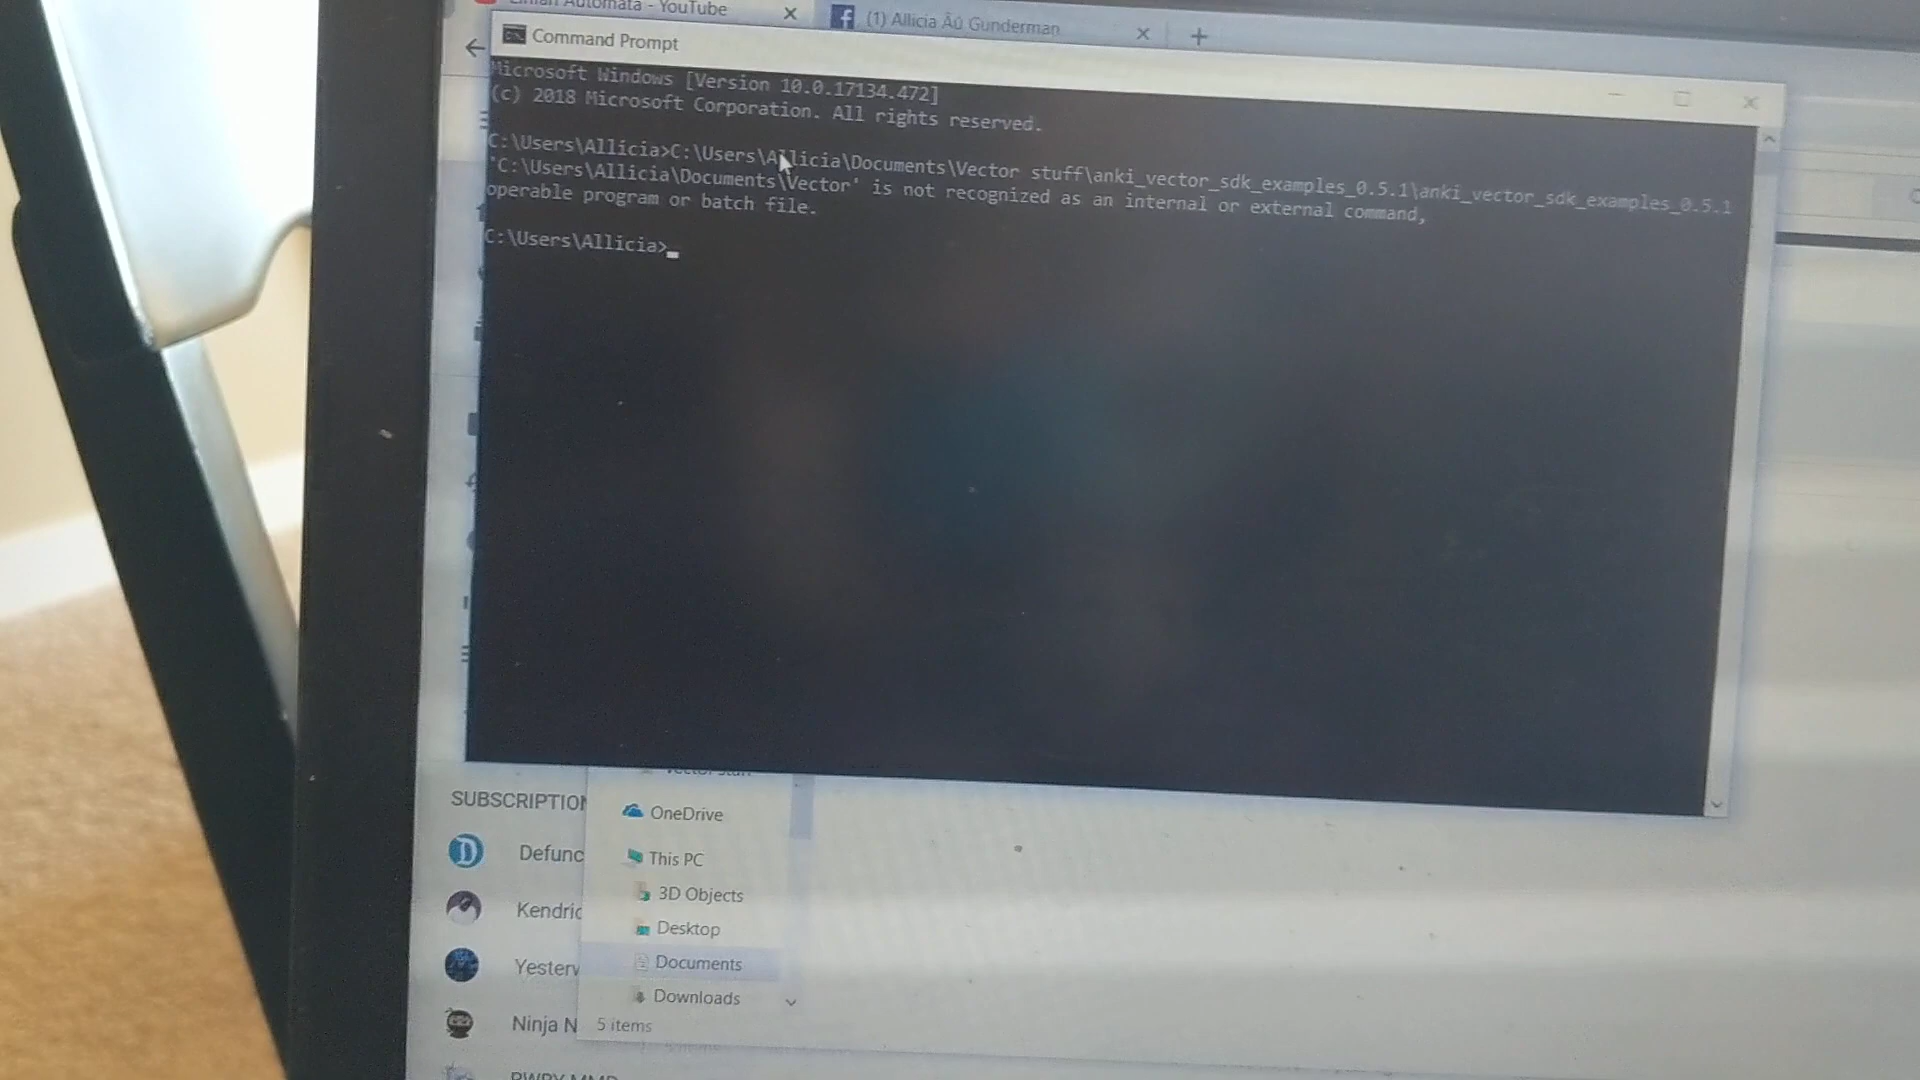 Automata - YouTube
(1) Allicia Äû Gunderman
Command Prompt
Microsoft Windows [Version 10.0.17134.472]
(c) 2018 Microsoft Corporation. All rights reserved.
C:\Users\Allicia>C:\Users\Allicia\Documents\Vector stuff\anki_vector_sdk_examples_0.5.1\anki_vector_sdk_examples_0.5.1
'C:\Users\Allicia\Documents\Vector' is not recognized as an internal or external command,
operable program or batch file.
C:\Users\Allicia>
SUBSCRIPTION
Defunc
Kendric
Yesterv
Ninja N
OneDrive
This PC
3D Objects
Desktop
Documents
Downloads
5 items